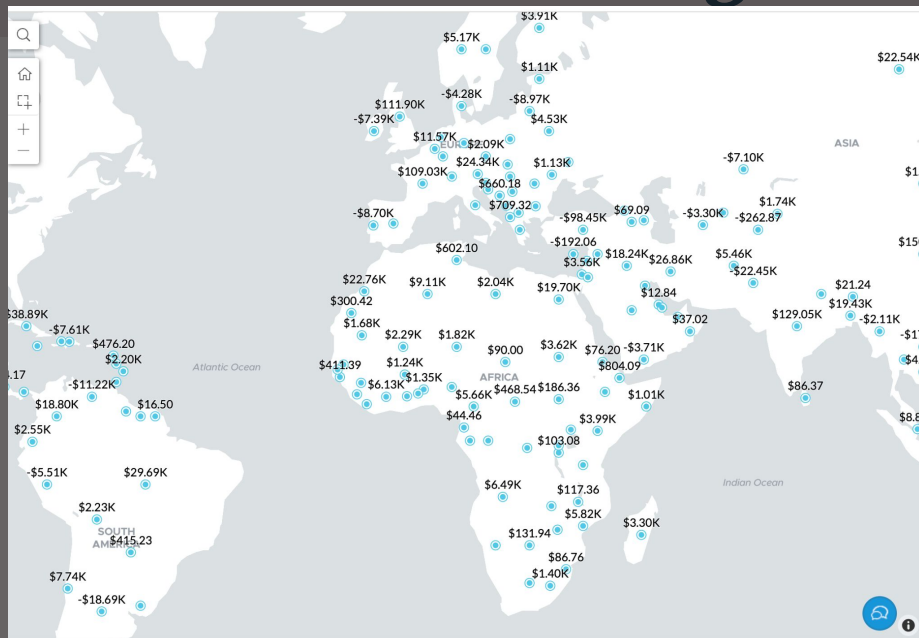 $3.91K
$5.17K
$22.54K
$1.11K
-$4.28K
-$8.97K
$111.90K
-$7.39K
$4.53K
$11.57K
$2.09K
ASIA
-$7.10K
$24.34K
$1.13K
$109.03K
$660.18
$709.32
$1.74K
-$8.70K
$69.09
-$98.45K
-$3.30K
-$262.87
$602.10
-$192.06
$3.56K
$18.24K
$26.86K
$5.46K
-$22.45K
$22.76K
$9.11K
$2.04K
$19.70K
$12.84
$21.24
$19.43K
$300.42
$38.89K
$1.68K
$37.02
$129.05K
-$2.11K
-$7.61K
$476.20
$2.29K
$1.82K
$90.00
$3.62K
$76.20
-$3.71K
$2.20K
Atlantic Ocean
$411.39
$1.24K
$804.09
AFRICA
-$11.22K
$6.13K
$1.35K
$5.66K
$468.54
$186.36
$1.01K
$86.37
$18.80K
$16.50
$44.46
$3.99K
$2.55K
$103.08
-$5.51K
$29.69K
$6.49K
$117.36
Indian Ocean
$2.23K
$5.82K
$3.30K
SOUTH
AMERICA
$415.23
$131.94
$86.76
$7.74K
$1.40K
-$18.69K